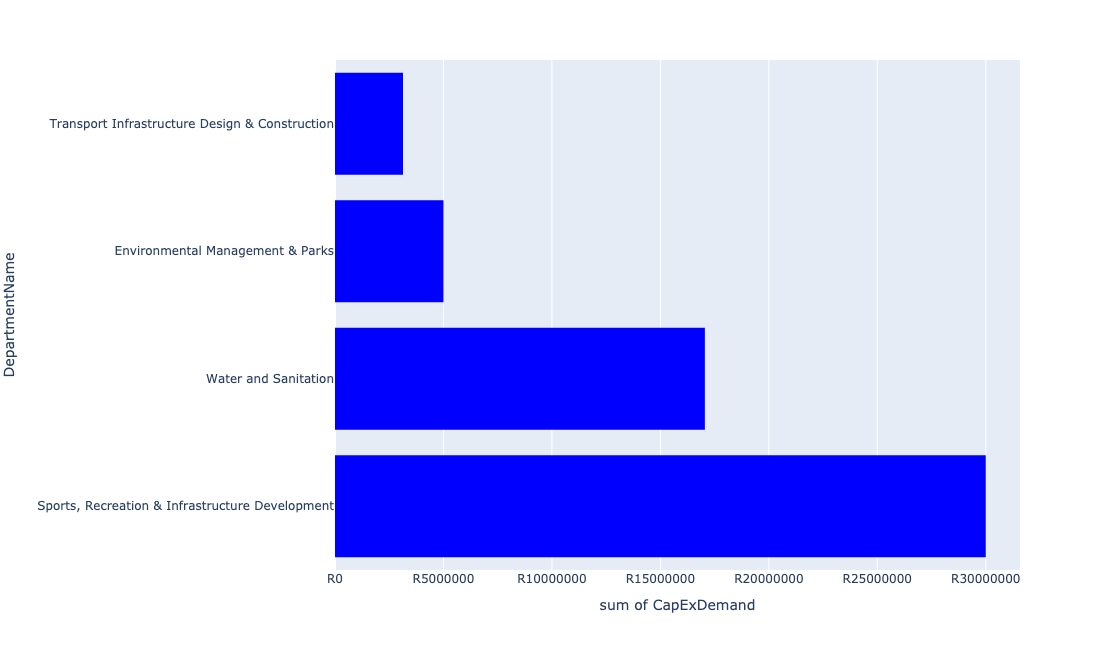 Transport Infrastructure Design & Construction
Environmental Management & Parks
Water and Sanitation
Sports, Recreation & Infrastructure Development
DepartmentName
R0 R5000000 R10000000 R15000000 R20000000 R25000000 R30000000
sum of CapExDemand